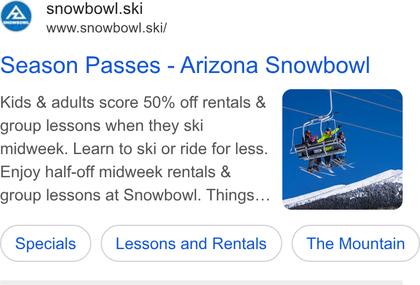 SNOWBOWL
snowbowl.ski
www.snowbowl.ski/
Season Passes - Arizona Snowbowl
Kids & adults score 50% off rentals &
group lessons when they ski
midweek. Learn to ski or ride for less.
Enjoy half-off midweek rentals &
group lessons at Snowbowl. Things...
Specials
Lessons and Rentals
The Mountain